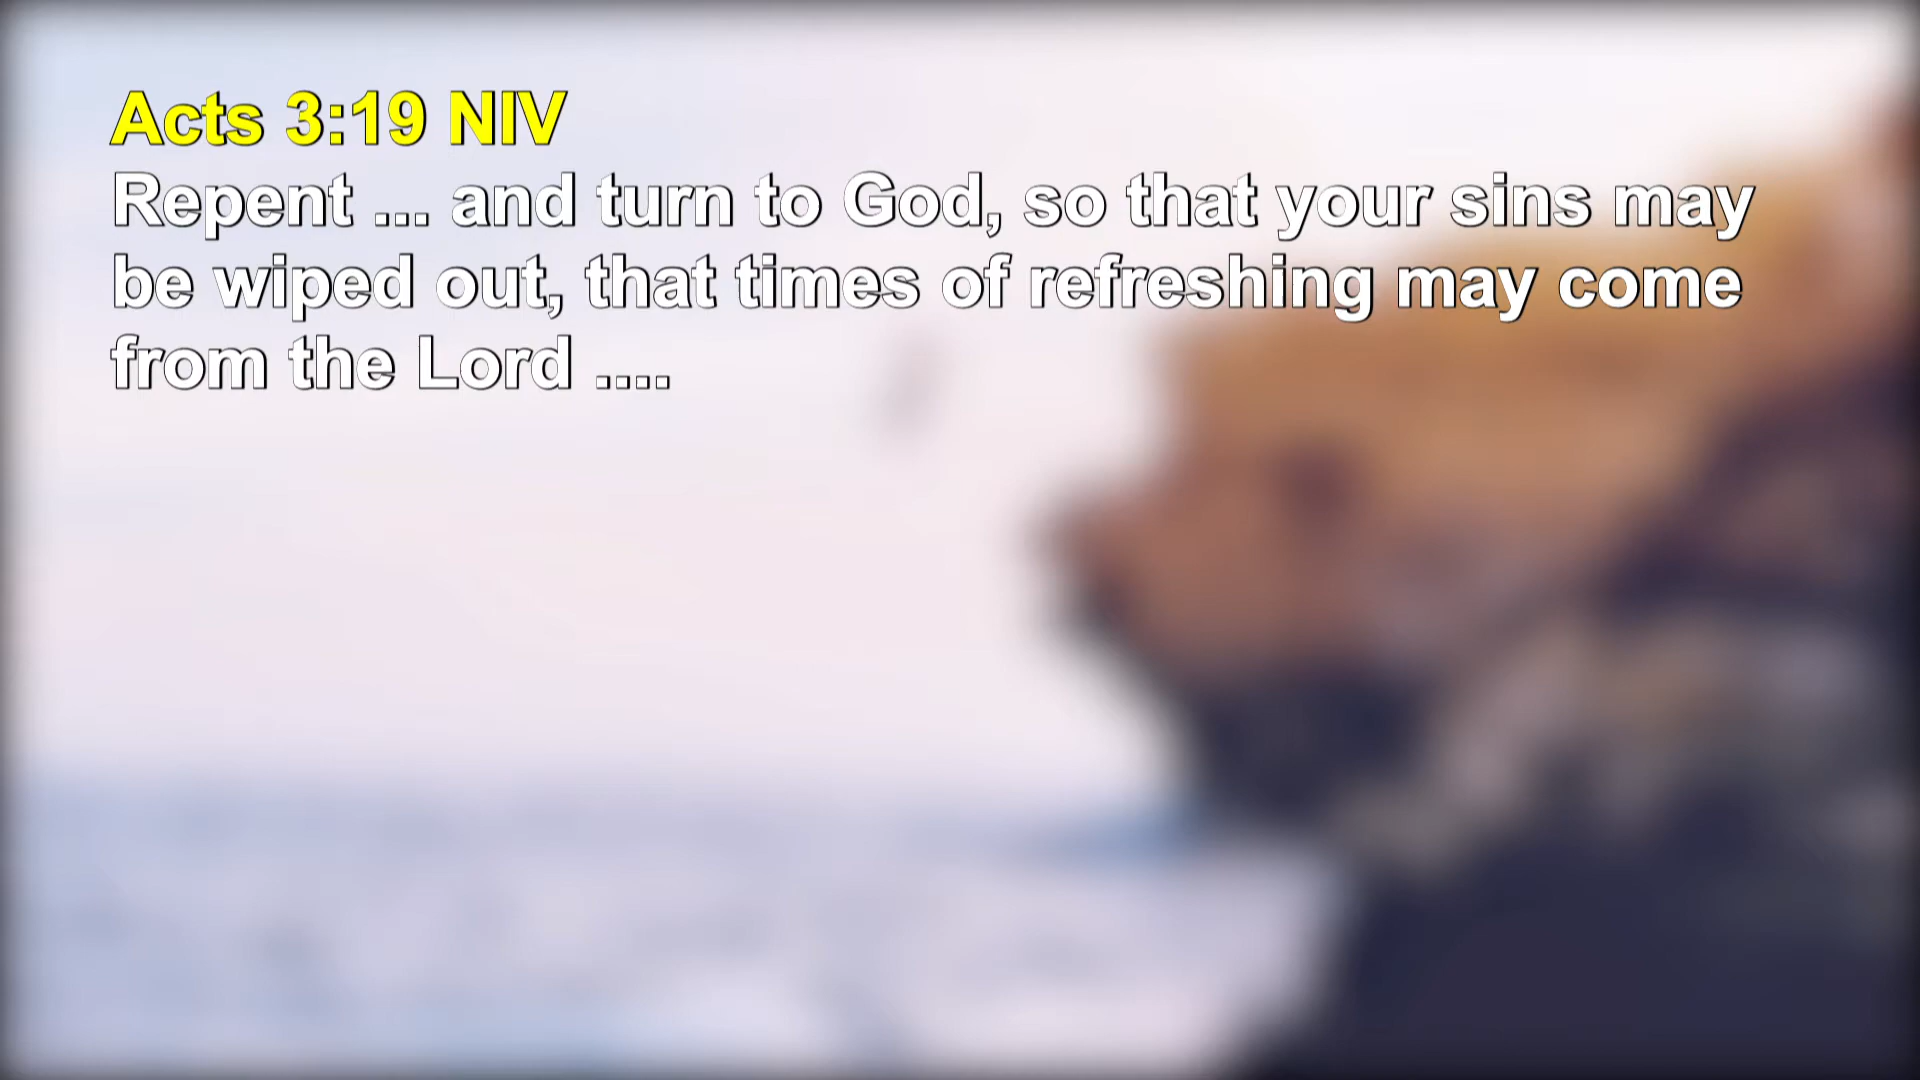 Acts 3:19 NIV
Repent ... and turn to God, so that your sins may
be wiped out, that times of refreshing may come
from the Lord ....